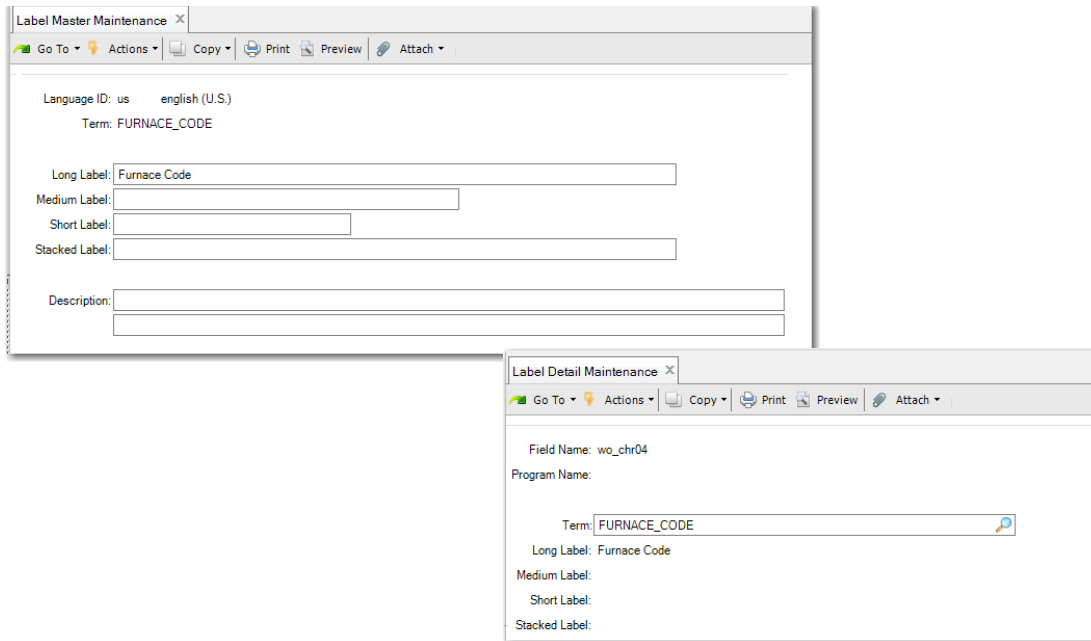 Label Master Maintenance X
Go To Actions Copy Print Preview Attach
Language ID: us english (U.S.)
Term: FURNACE_CODE
Long Label: Furnace Code
Medium Label:
Short Label:
Stacked Label:
Description:
Label Detail Maintenance X
Go To Actions Copy Print Preview Attach
Field Name: wo_chr04
Program Name:
Term: FURNACE_CODE
Long Label: Furnace Code
Medium Label:
Short Label:
Stacked Label: